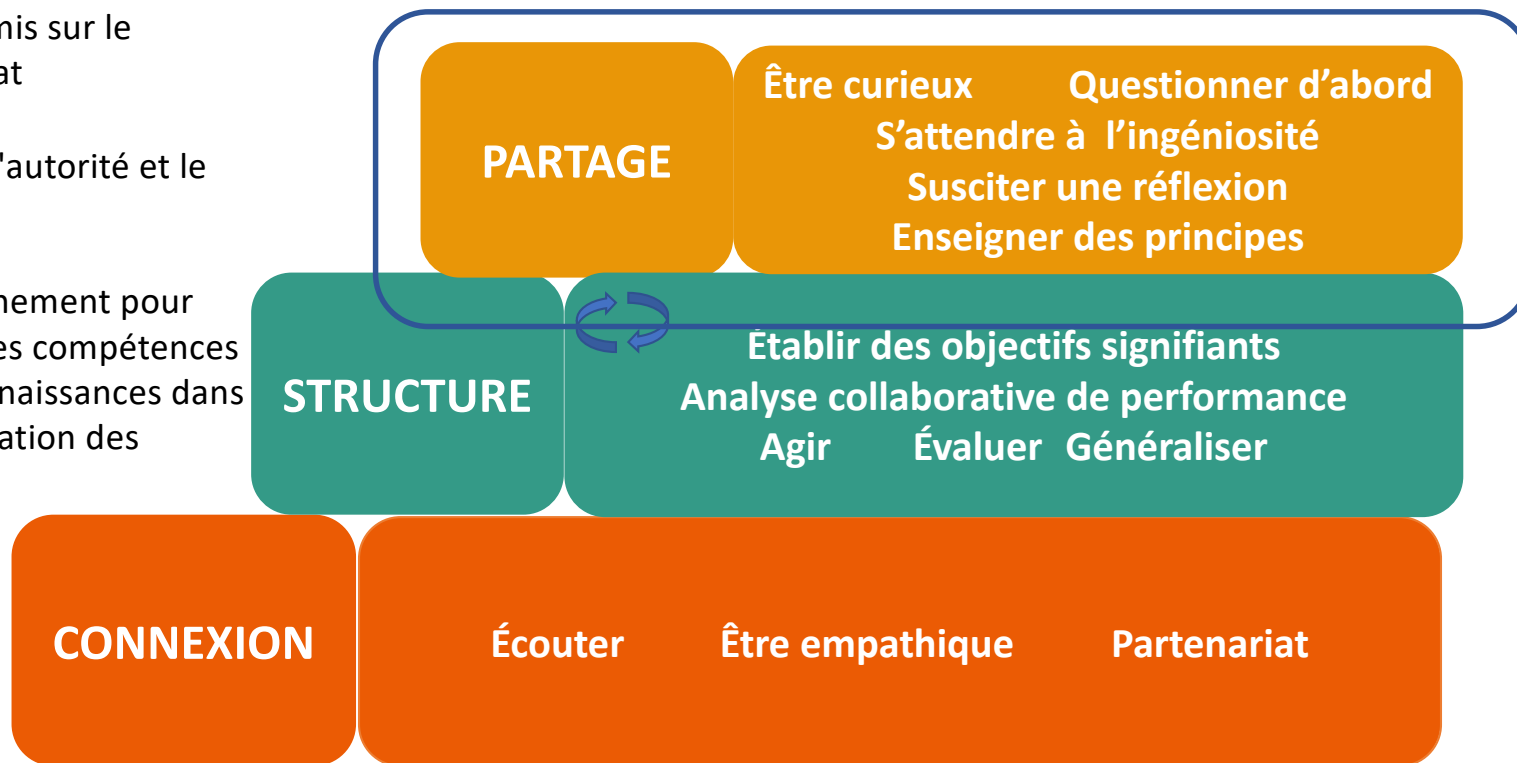 mis sur le
at
'autorité et le
nement pour
es compétences
naissances dans
ation des
PARTAGE
Être curieux Questionner d’abord
S’attendre à l’ingéniosité
Susciter une réflexion
Enseigner des principes
STRUCTURE
Établir des objectifs signifiants
Analyse collaborative de performance
Agir Évaluer Généraliser
CONNEXION
Écouter Être empathique Partenariat